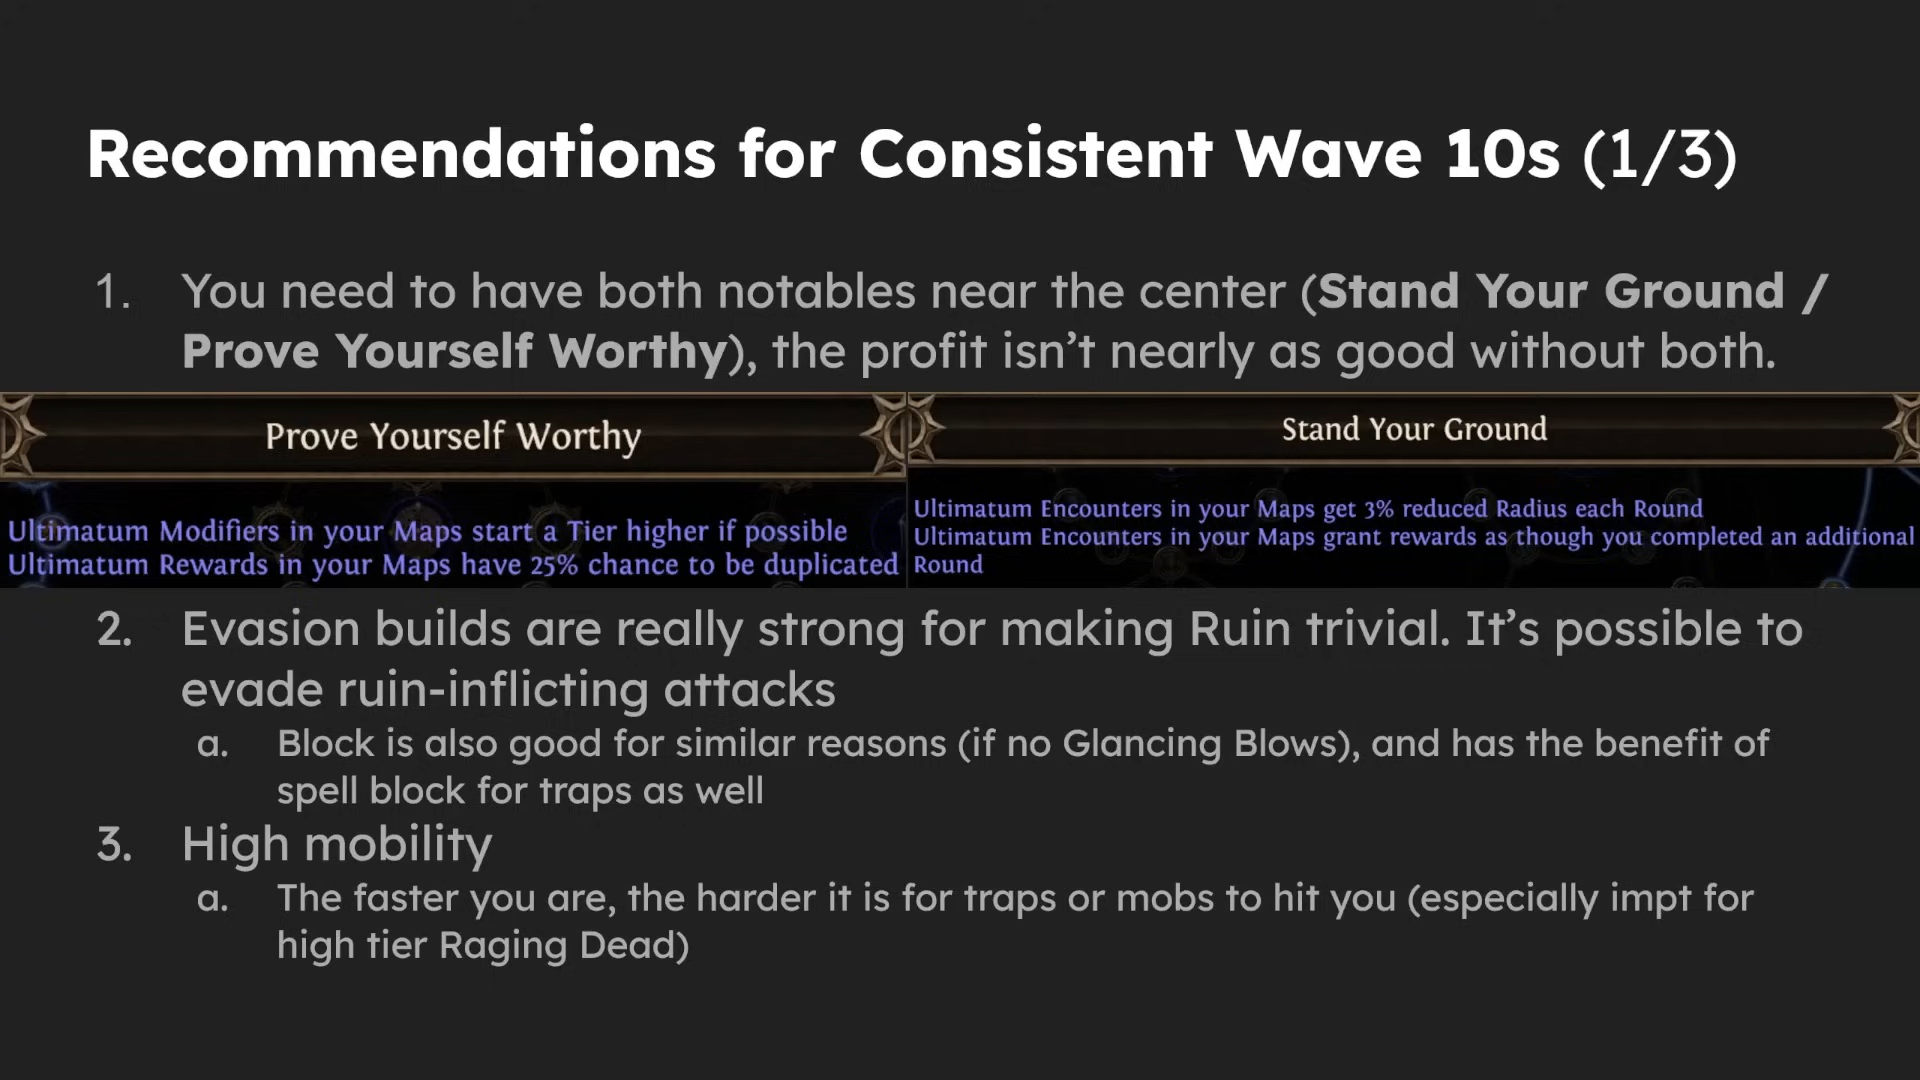 Recommendations for Consistent Wave 10s (1/3)
1. You need to have both notables near the center (Stand Your Ground /
Prove Yourself Worthy), the profit isn’t nearly as good without both.
Prove Yourself Worthy
Ultimatum Modifiers in your Maps start a Tier higher if possible
Ultimatum Rewards in your Maps have 25% chance to be duplicated
Stand Your Ground
Ultimatum Encounters in your Maps get 3% reduced Radius each Round
Ultimatum Encounters in your Maps grant rewards as though you completed an additional
Round
2. Evasion builds are really strong for making Ruin trivial. It’s possible to
evade ruin-inflicting attacks
a. Block is also good for similar reasons (if no Glancing Blows), and has the benefit of
spell block for traps as well
3. High mobility
a. The faster you are, the harder it is for traps or mobs to hit you (especially impt for
high tier Raging Dead)